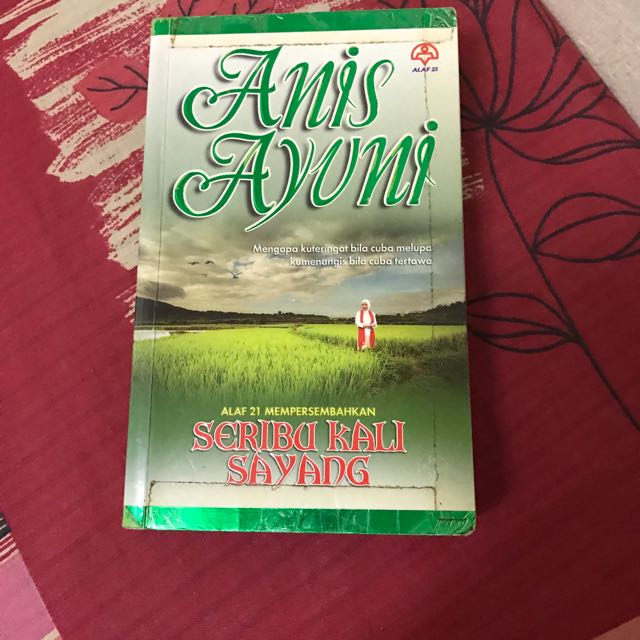 Anis
Ayuni
ALAF 21
Mengapa kuteringat bila cuba melupa
kumenangis bila cuba tertawa
ALAF 21 MEMPERSEMBAHKAN
SERIBU KALI
SAYANG